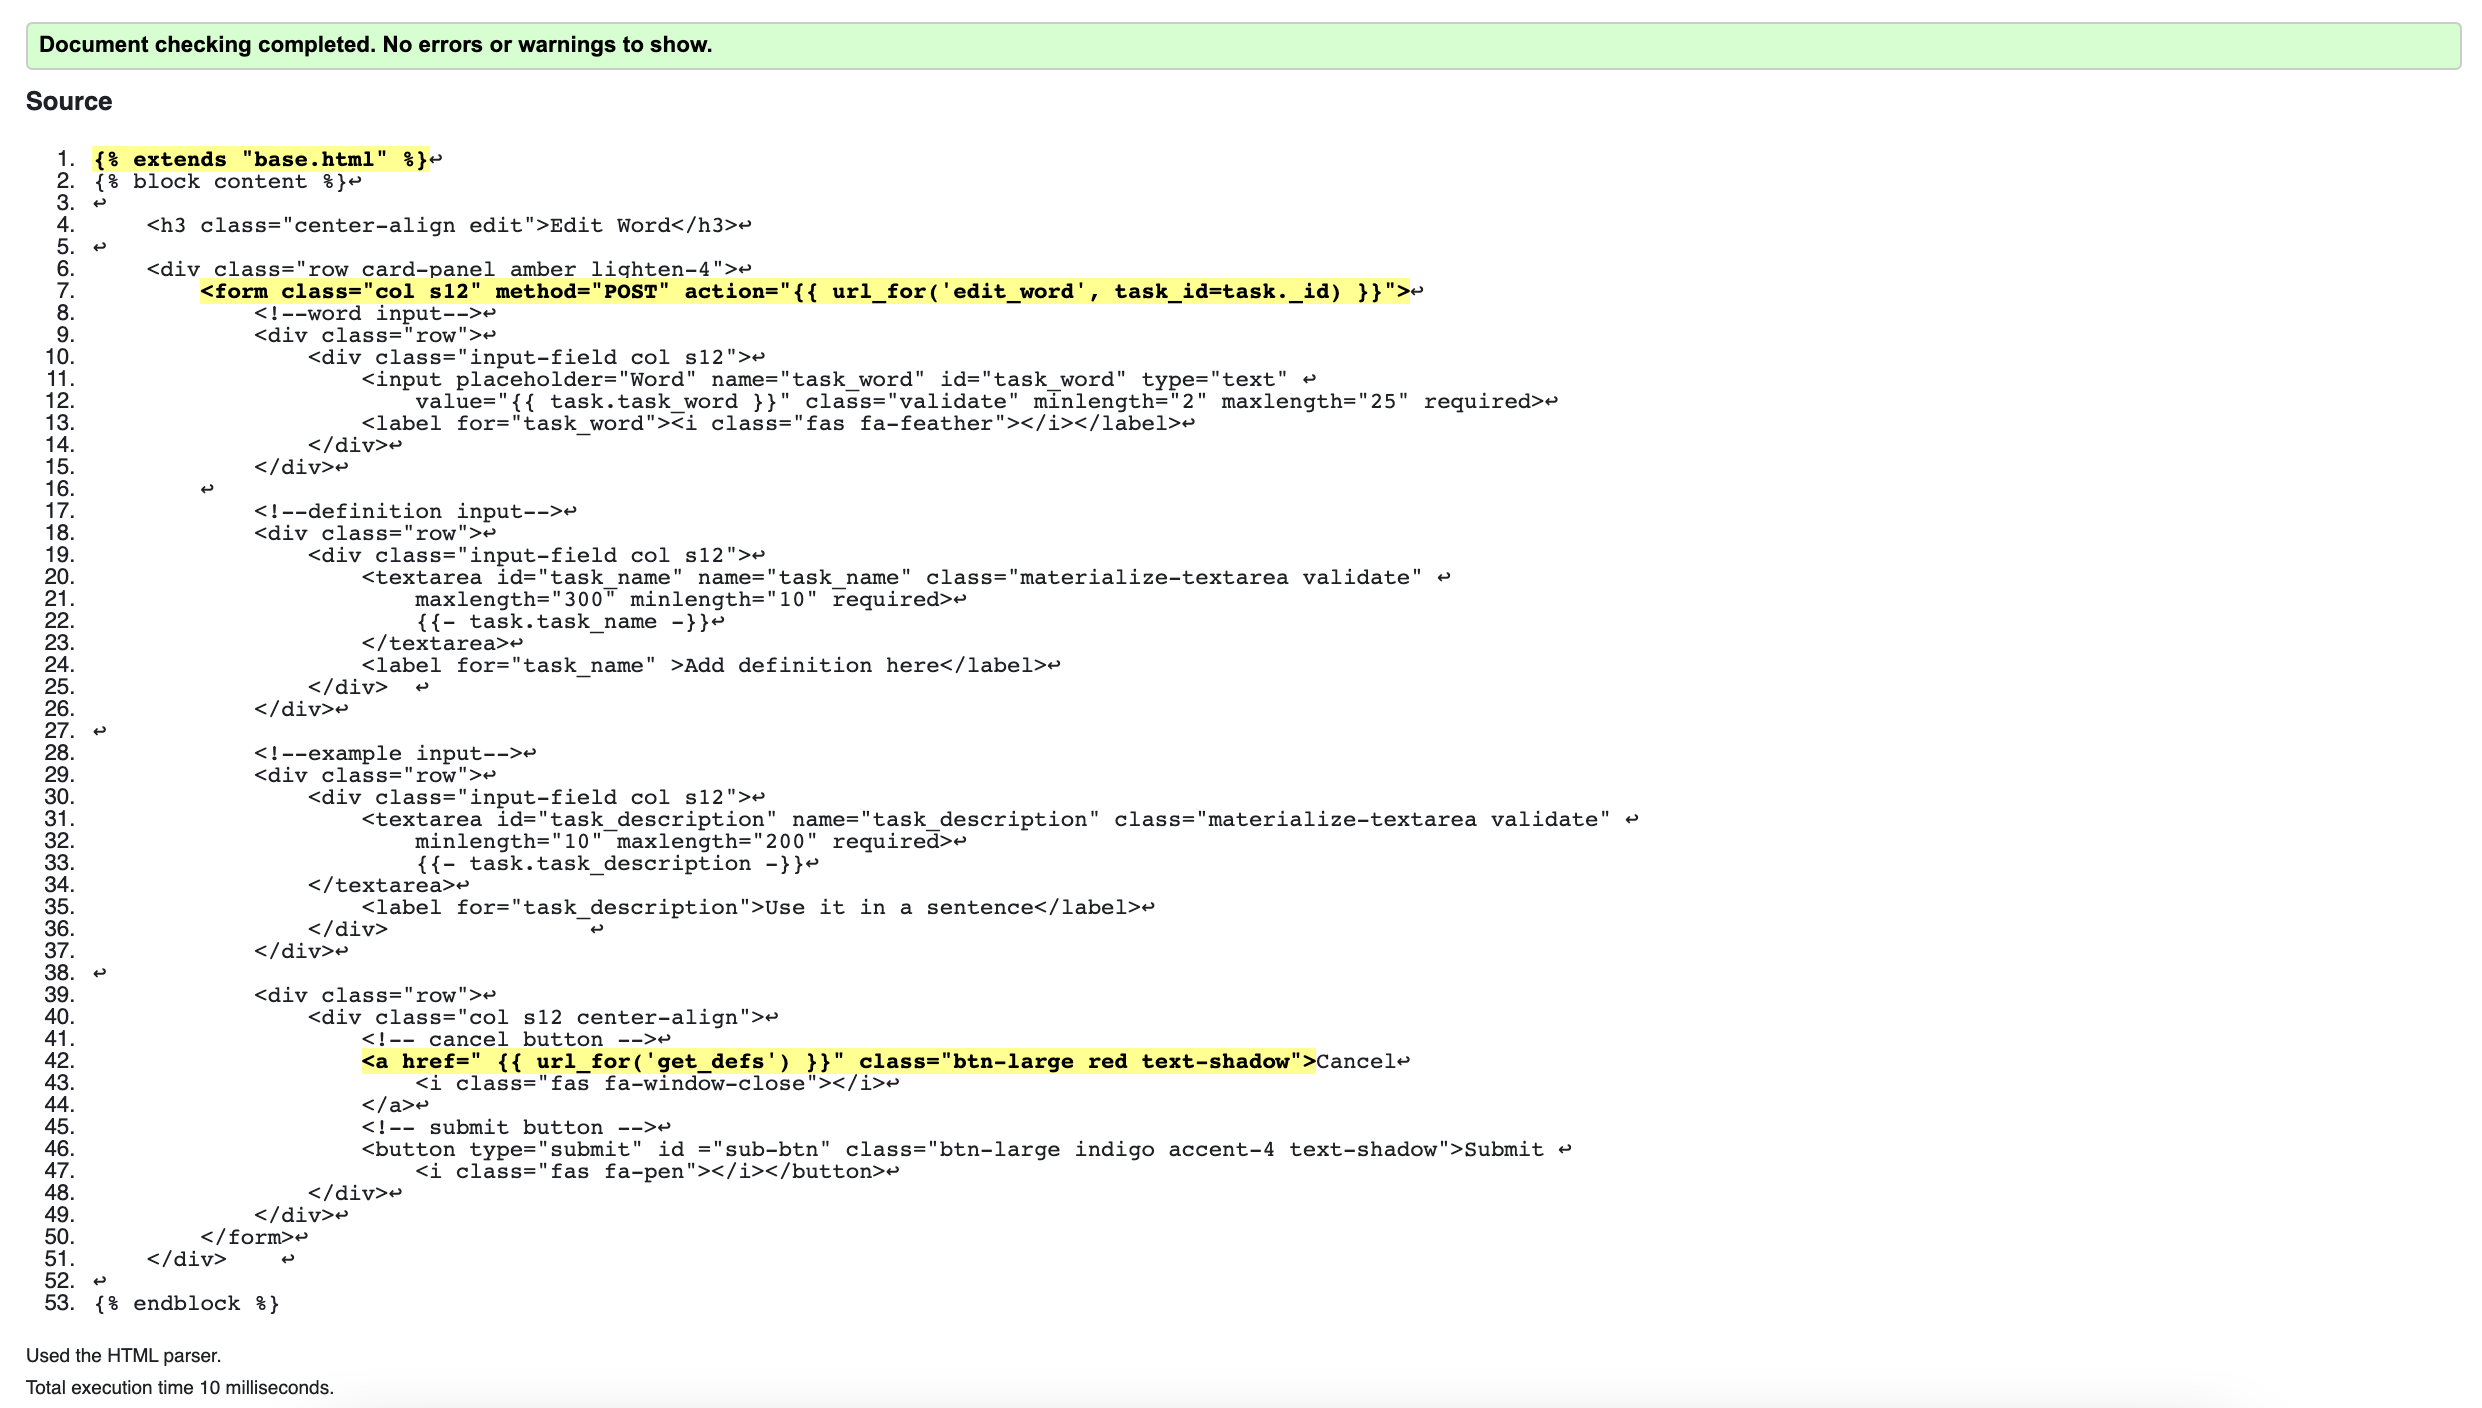 Document checking completed. No errors or warnings to show.
Source
1. {% extends "base.html" %}↩
2. {% block content %}↩
3. ↩
4.     <h3 class="center-align edit">Edit Word</h3>↩
5. ↩
6.     <div class="row card-panel amber lighten-4">↩
7.         <form class="col s12" method="POST" action="{{ url_for('edit_word', task_id=task._id) }}">↩
8.             <!--word input-->↩
9.             <div class="row">↩
10.                 <div class="input-field col s12">↩
11.                     <input placeholder="Word" name="task_word" id="task_word" type="text" ↩
12.                         value="{{ task.task_word }}" class="validate" minlength="2" maxlength="25" required>↩
13.                     <label for="task_word"><i class="fas fa-feather"></i></label>↩
14.                 </div>↩
15.             </div>↩
16.         ↩
17.             <!--definition input-->↩
18.             <div class="row">↩
19.                 <div class="input-field col s12">↩
20.                     <textarea id="task_name" name="task_name" class="materialize-textarea validate" ↩
21.                         maxlength="300" minlength="10" required>↩
22.                         {{- task.task_name -}}↩
23.                     </textarea>↩
24.                     <label for="task_name" >Add definition here</label>↩
25.                 </div>  ↩
26.             </div>↩
27. ↩
28.             <!--example input-->↩
29.             <div class="row">↩
30.                 <div class="input-field col s12">↩
31.                     <textarea id="task_description" name="task_description" class="materialize-textarea validate" ↩
32.                         minlength="10" maxlength="200" required>↩
33.                         {{- task.task_description -}}↩
34.                 </textarea>↩
35.                     <label for="task_description">Use it in a sentence</label>↩
36.                 </div>               ↩
37.             </div>↩
38. ↩
39.             <div class="row">↩
40.                 <div class="col s12 center-align">↩
41.                     <!-- cancel button -->↩
42.                     <a href=" {{ url_for('get_defs') }}" class="btn-large red text-shadow">Cancel↩
43.                         <i class="fas fa-window-close"></i>↩
44.                     </a>↩
45.                     <!-- submit button -->↩
46.                     <button type="submit" id ="sub-btn" class="btn-large indigo accent-4 text-shadow">Submit ↩
47.                         <i class="fas fa-pen"></i></button>↩
48.                 </div>↩
49.             </div>↩
50.         </form>↩
51.     </div>    ↩
52. ↩
53. {% endblock %}
Used the HTML parser.
Total execution time 10 milliseconds.